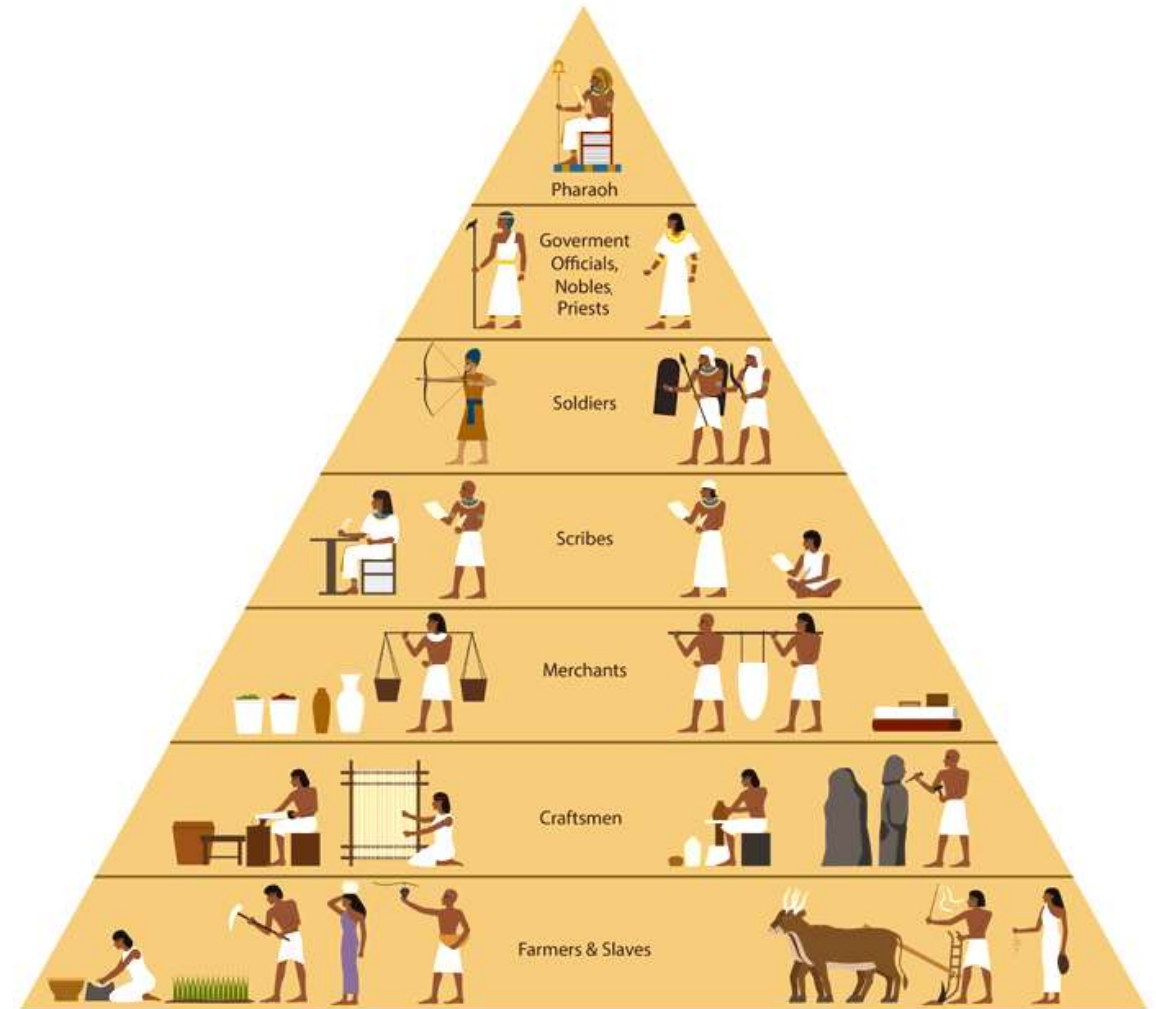 Pharaoh
Goverment
Officials,
Nobles,
Priests
Soldiers
Scribes
Merchants
Craftsmen
Farmers & Slaves